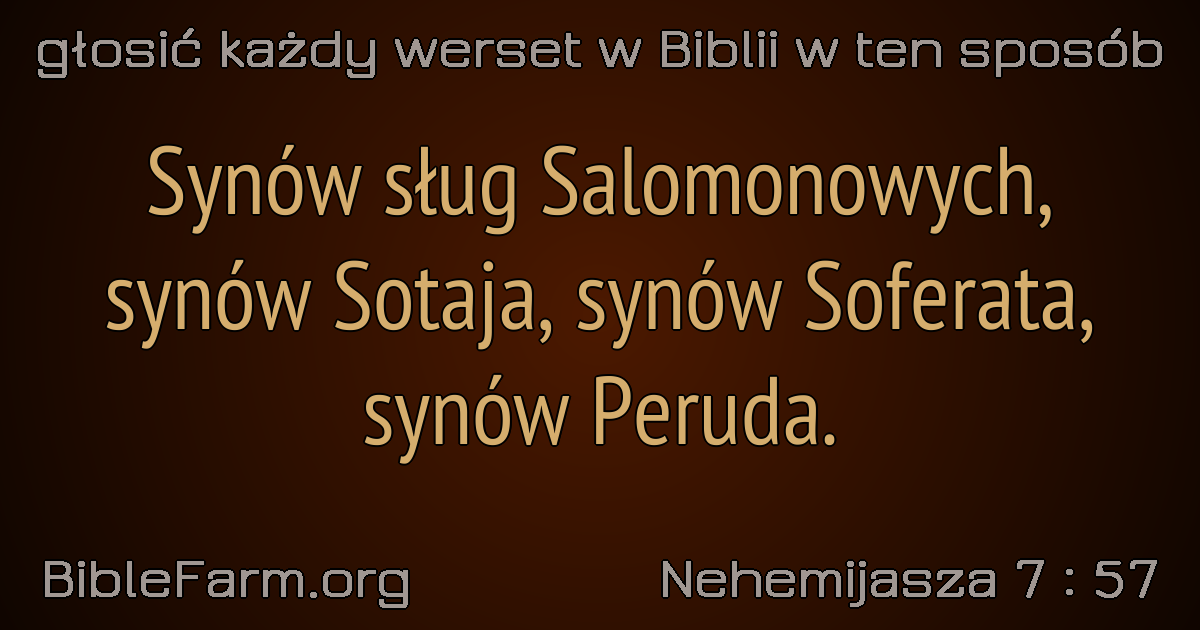 głosić każdy werset w Biblii w ten sposób
Synów sług Salomonowych,
synów Sotaja, synów Soferata,
synów Peruda.
BibleFarm.org
Nehemijasza 7 : 57